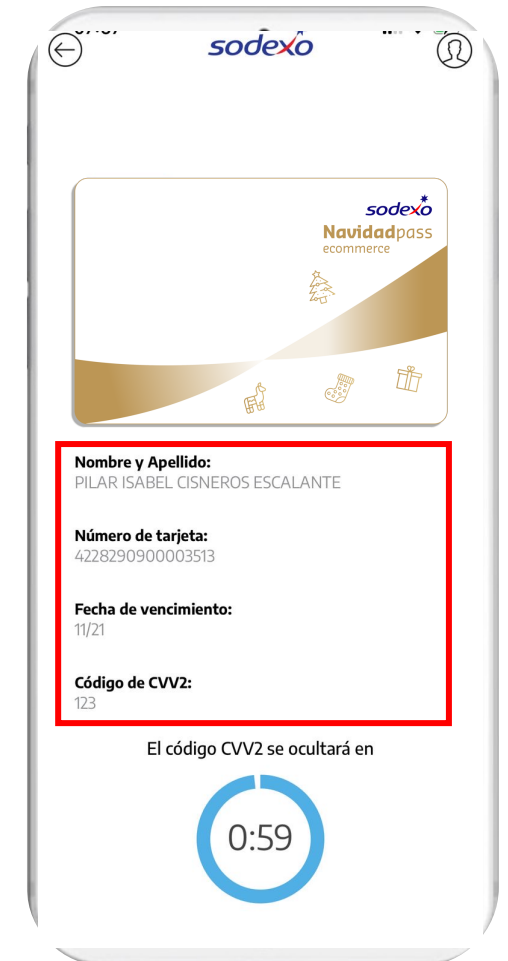 sodexo
sodexo
Navidadpass
ecommerce
Nombre y Apellido:
PILAR ISABEL CISNEROS ESCALANTE
Número de tarjeta:
4228290900003513
Fecha de vencimiento:
11/21
Código de CVV2:
123
El código CVV2 se ocultará en
0:59